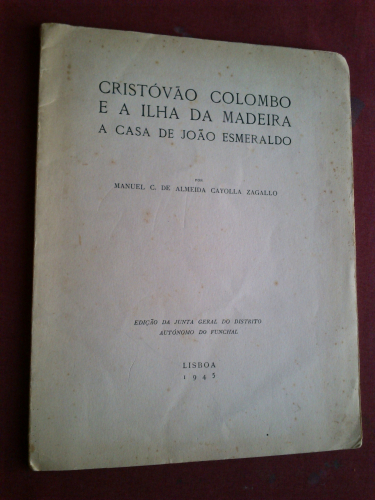 CRISTÓVÃO COLOMBO
E A ILHA DA MADEIRA
A CASA DE JOÃO ESMERALDO
POR
MANUEL C. DE ALMEIDA CAYOLLA ZAGALLO
EDIÇÃO DA JUNTA GERAL DO DISTRITO
AUTÓNOMO DO FUNCHAL
LISBOA
1945